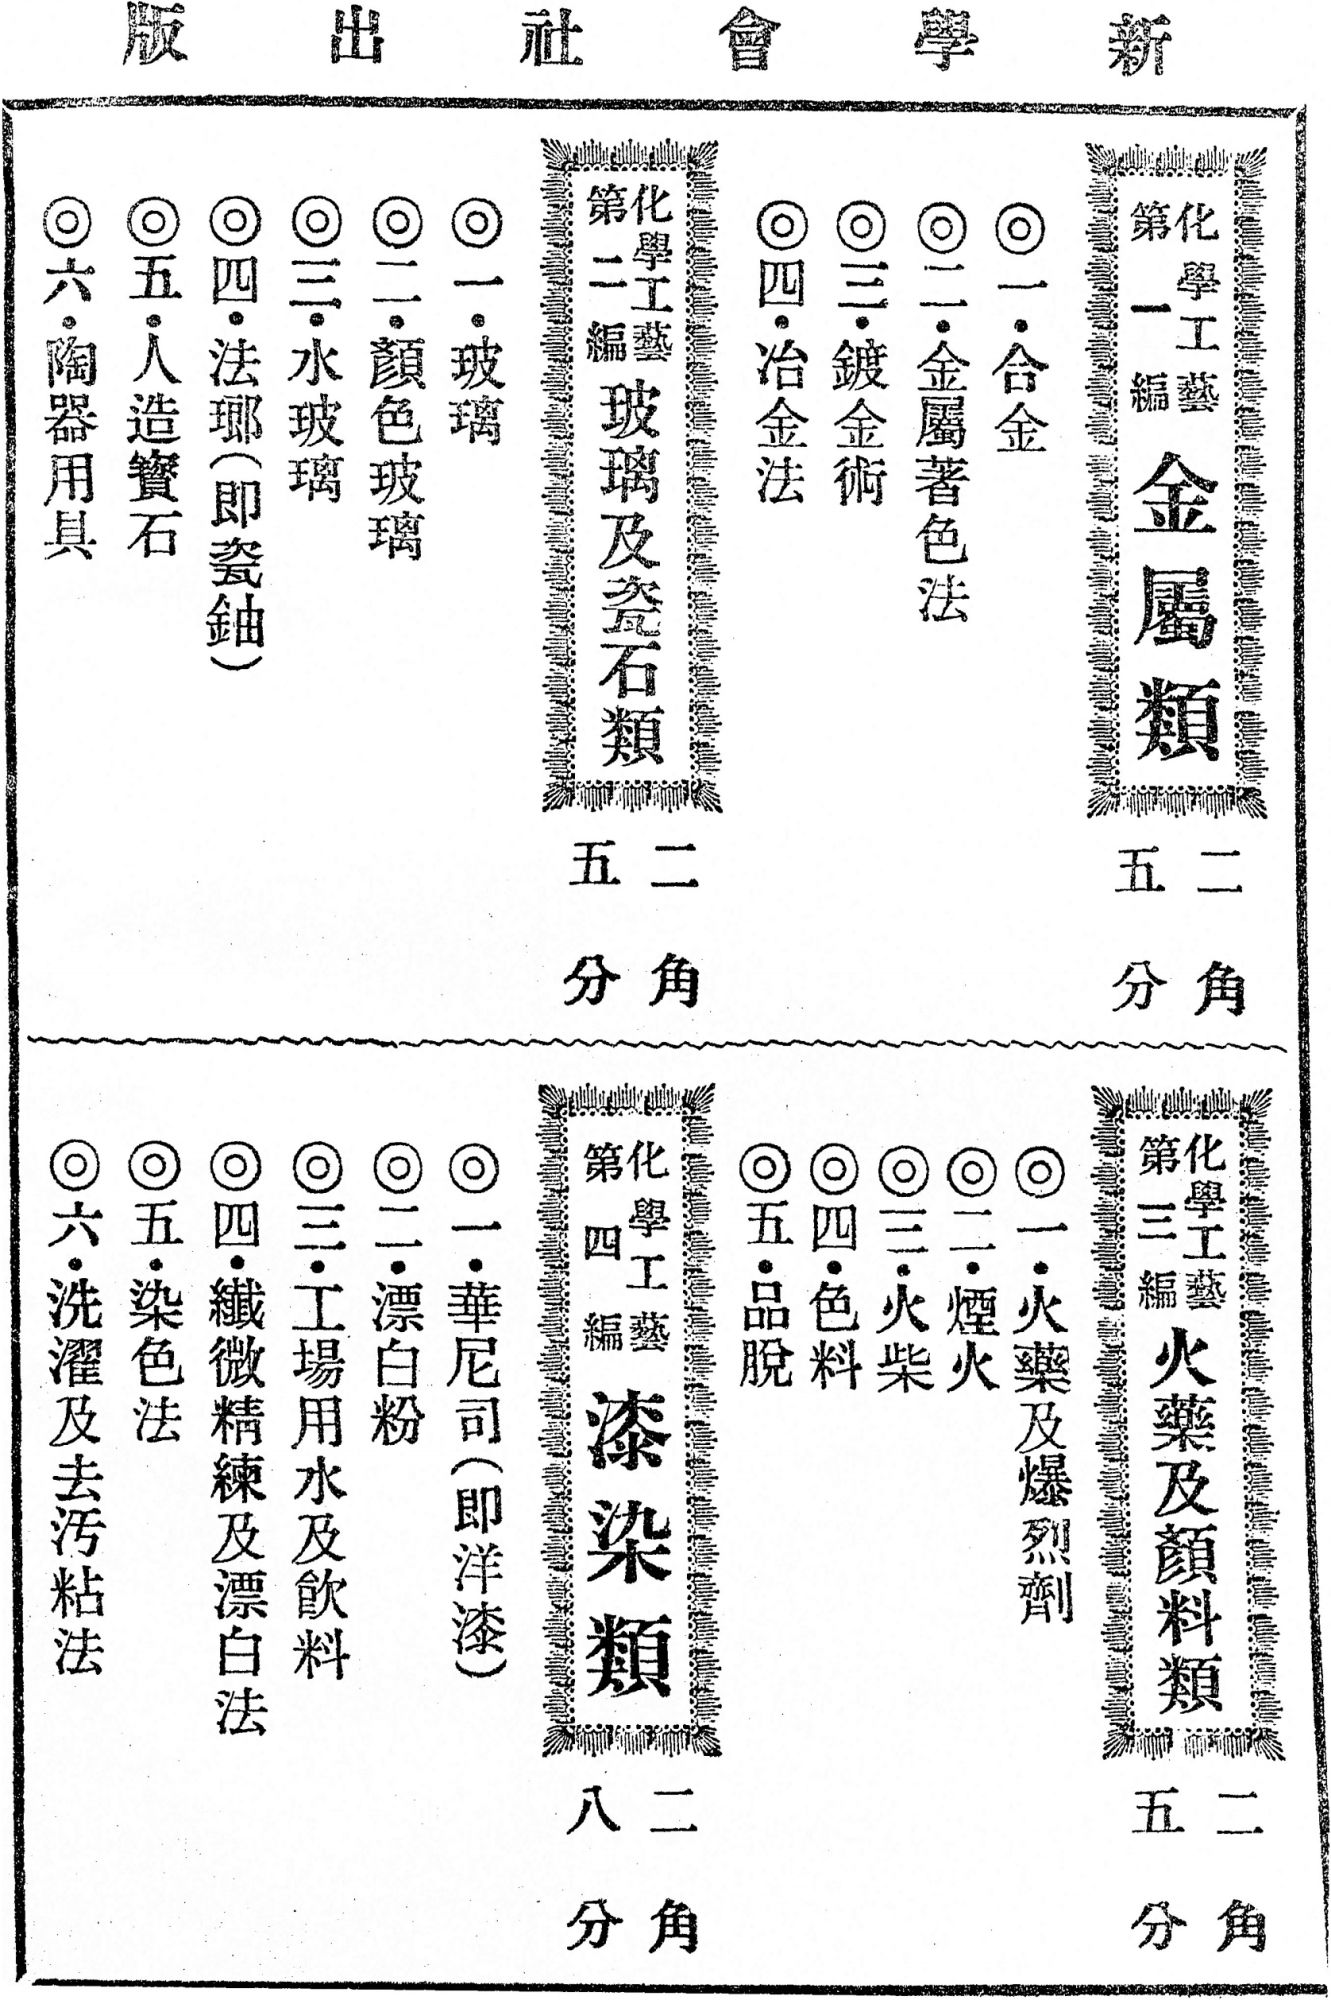 新學會社出版
化學工藝
第一編
金屬類
二角
五分
◎一・合金
◎二・金屬著色法
◎三・鍍金術
◎四・冶金法
化學工藝
第二編
玻璃及瓷石類
二角
五分
◎一・玻璃
◎二・顏色玻璃
◎三・水玻璃
◎四・法瑯(即瓷鈾)
◎五・人造寶石
◎六・陶器用具
化學工藝
第三編
火藥及顏料類
二角
五分
◎一・火藥及爆烈劑
◎二・煙火
◎三・火柴
◎四・色料
◎五・品脫
化學工藝
第四編
漆染類
二角
八分
◎一・華尼司(即洋漆)
◎二・漂白粉
◎三・工場用水及飲料
◎四・纖微精練及漂白法
◎五・染色法
◎六・洗濯及去污粘法